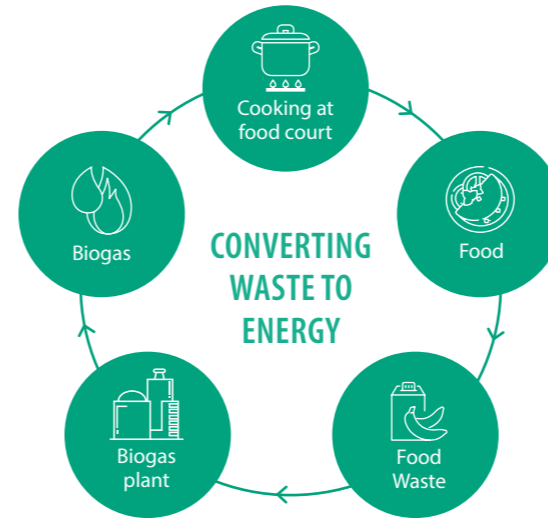 Cooking at
food court
Food
Food
Waste
Biogas
plant
Biogas
CONVERTING
WASTE TO
ENERGY